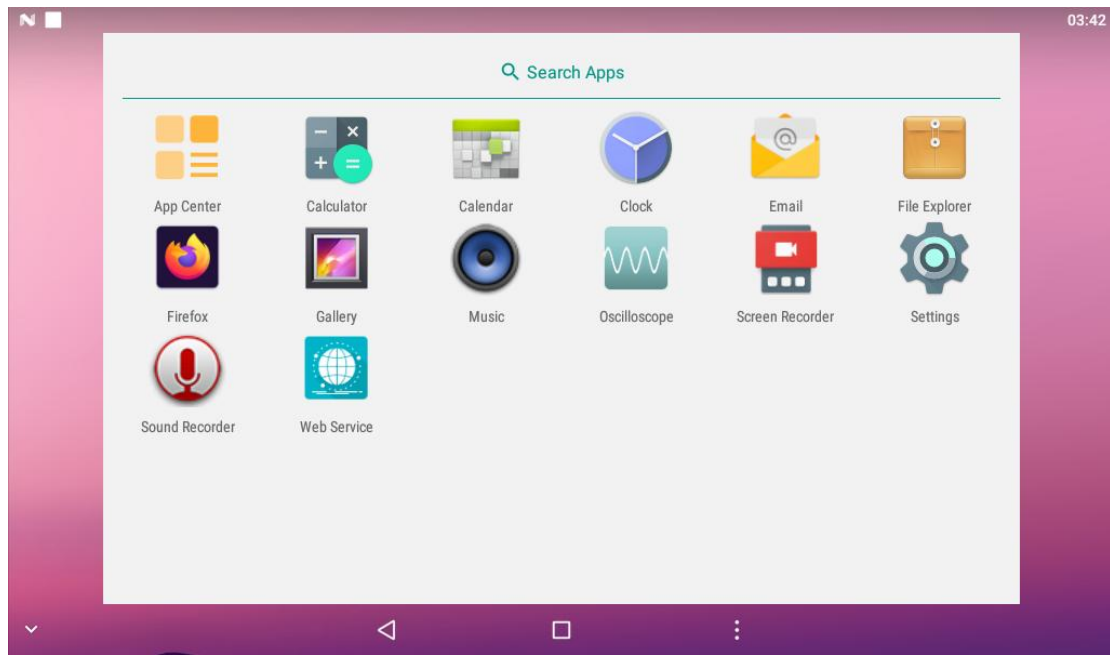 03:42
Search Apps
App Center
Calculator
Calendar
Clock
Email
File Explorer
Firefox
Gallery
Music
Oscilloscope
Screen Recorder
Settings
Sound Recorder
Web Service